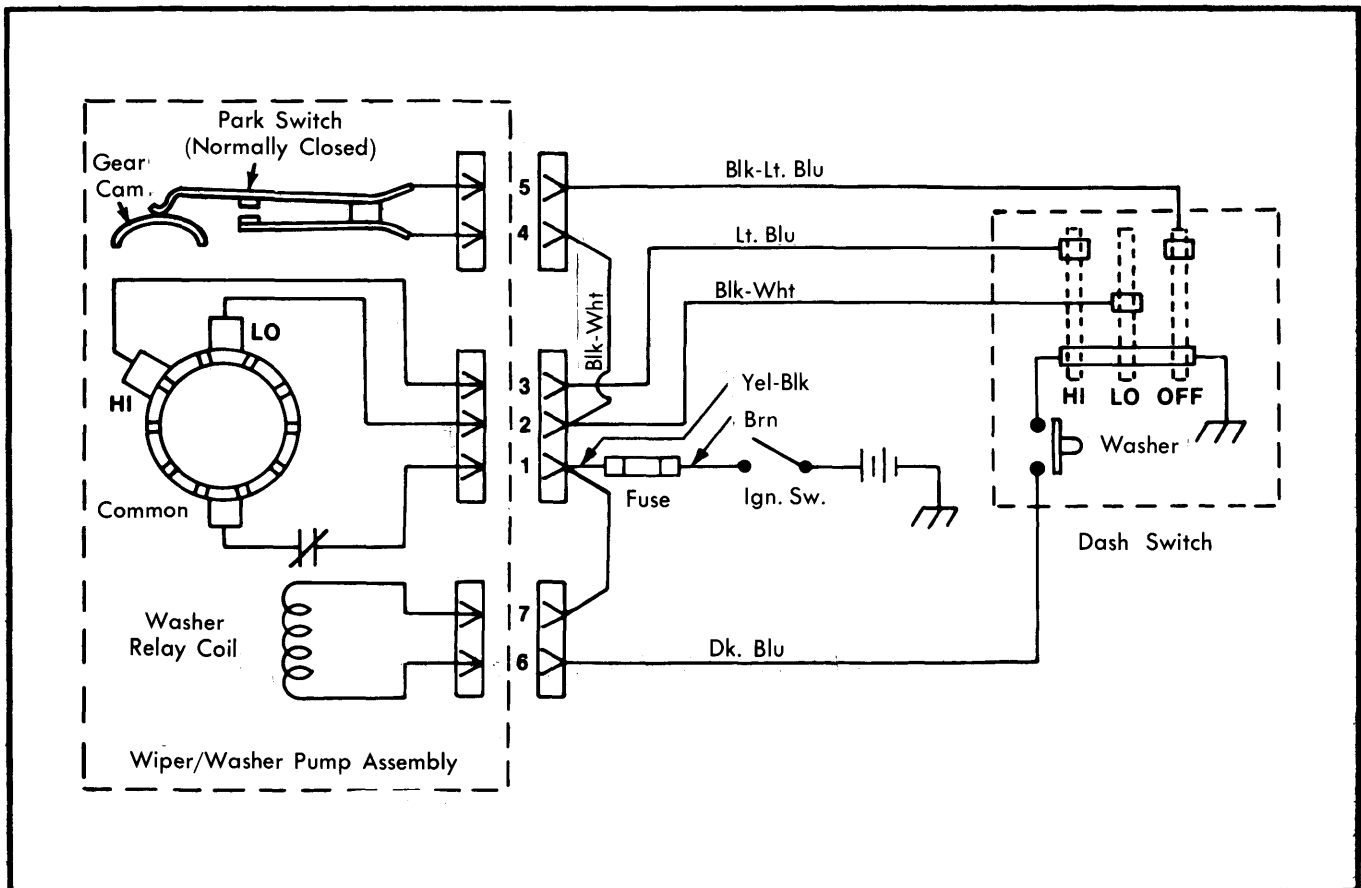 Park Switch
(Normally Closed)
Gear
Cam
5
4
Blk-Lt. Blu
Lt. Blu
Blk-Wht
Blk-Wht
LO
HI
Common
3
2
1
Yel-Blk
Brn
Fuse
Ign. Sw.
HI LO OFF
Washer
Dash Switch
Washer
Relay Coil
7
6
Dk. Blu
Wiper/Washer Pump Assembly